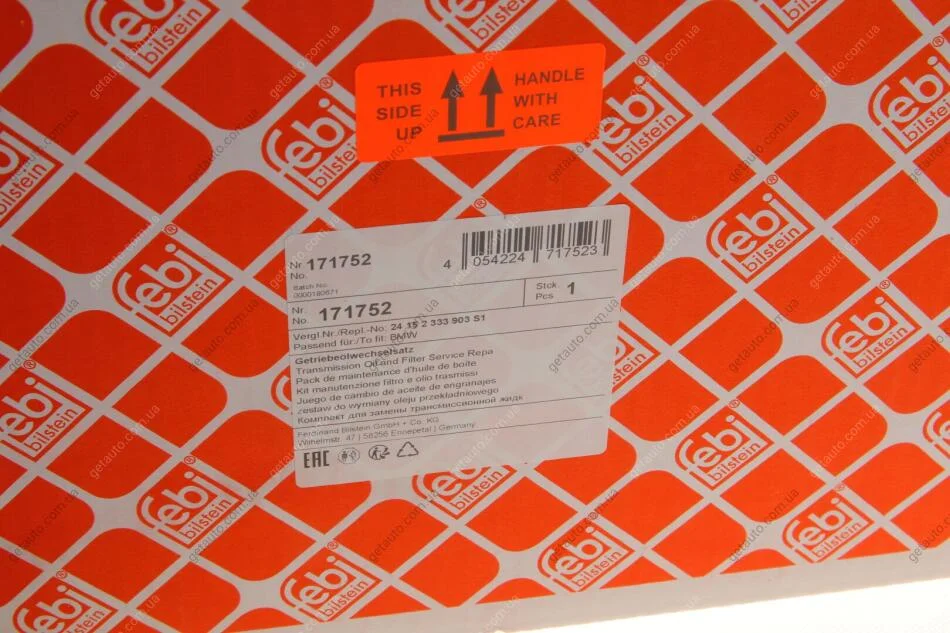 THIS SIDE UP
HANDLE WITH CARE
febi bilstein
Nr. No. 171752
Batch No.
0000180671
4 054224 717523
Nr. No. 171752
Stck. Pcs 1
Vergl.Nr./Repl.-No: 24 15 2 333 903 S1
Passend für:/To fit: BMW
Getriebeölwechselsatz
Transmission Oil and Filter Service Repa
Pack de maintenance d'huile de boîte
Kit manutenzione filtro e olio trasmissi
Juego de cambio de aceite de engranajes
zestaw do wymiany oleju przekładniowego
Комплект для замены трансмиссионной жидк
Ferdinand Bilstein GmbH + Co. KG
Wilhelmstr. 47 | 58256 Ennepetal | Germany
EAC
getauto.com.ua